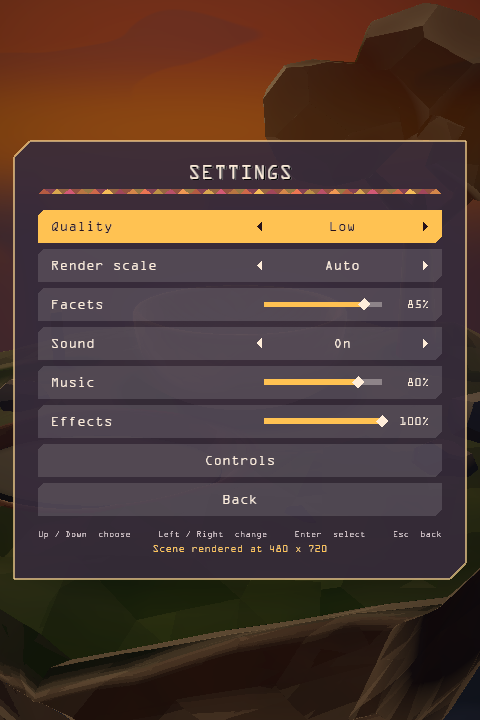 SETTINGS
Quality Low
Render scale Auto
Facets 85%
Sound On
Music 80%
Effects 100%
Controls
Back
Up / Down choose Left / Right change Enter select Esc back
Scene rendered at 480 x 720